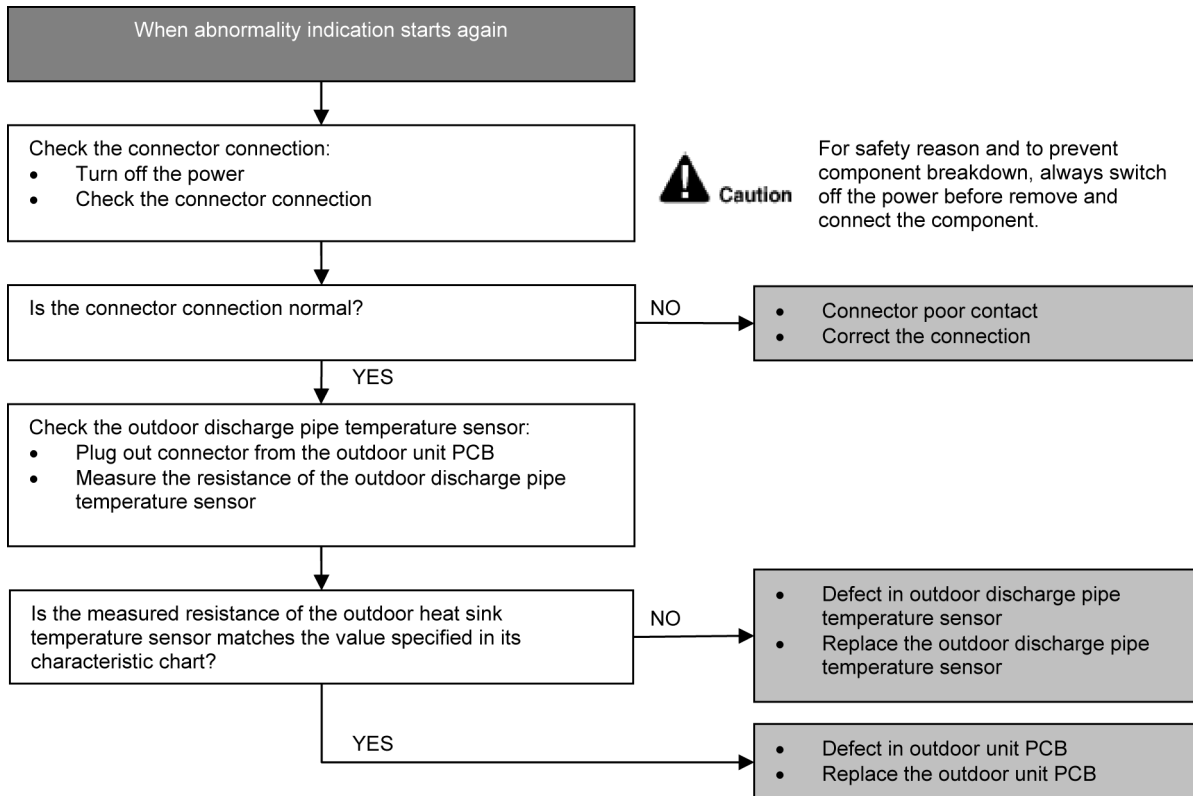 When abnormality indication starts again
Check the connector connection:
• Turn off the power
• Check the connector connection
Caution
For safety reason and to prevent
component breakdown, always switch
off the power before remove and
connect the component.
Is the connector connection normal?
NO
• Connector poor contact
• Correct the connection
YES
Check the outdoor discharge pipe temperature sensor:
• Plug out connector from the outdoor unit PCB
• Measure the resistance of the outdoor discharge pipe
temperature sensor
Is the measured resistance of the outdoor heat sink
temperature sensor matches the value specified in its
characteristic chart?
NO
• Defect in outdoor discharge pipe
temperature sensor
• Replace the outdoor discharge pipe
temperature sensor
YES
• Defect in outdoor unit PCB
• Replace the outdoor unit PCB